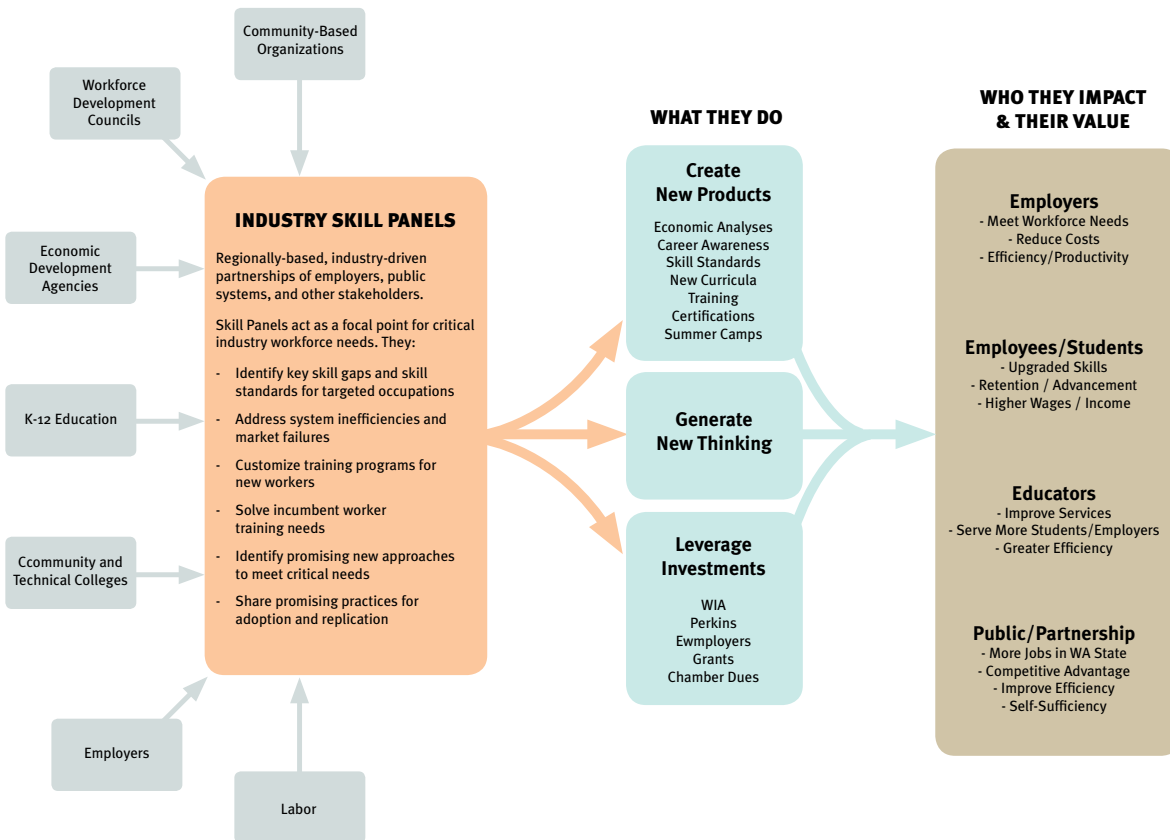 Community-Based
Organizations
Workforce
Development
Councils
Economic
Development
Agencies
K-12 Education
Ccommunity and
Technical Colleges
Employers
Labor
INDUSTRY SKILL PANELS
Regionally-based, industry-driven
partnerships of employers, public
systems, and other stakeholders.
Skill Panels act as a focal point for critical
industry workforce needs. They:
- Identify key skill gaps and skill
standards for targeted occupations
- Address system inefficiencies and
market failures
- Customize training programs for
new workers
- Solve incumbent worker
training needs
- Identify promising new approaches
to meet critical needs
- Share promising practices for
adoption and replication
WHAT THEY DO
Create
New Products
Economic Analyses
Career Awareness
Skill Standards
New Curricula
Training
Certifications
Summer Camps
Generate
New Thinking
Leverage
Investments
WIA
Perkins
Ewmployers
Grants
Chamber Dues
WHO THEY IMPACT
& THEIR VALUE
Employers
- Meet Workforce Needs
- Reduce Costs
- Efficiency/Productivity
Employees/Students
- Upgraded Skills
- Retention / Advancement
- Higher Wages / Income
Educators
- Improve Services
- Serve More Students/Employers
- Greater Efficiency
Public/Partnership
- More Jobs in WA State
- Competitive Advantage
- Improve Efficiency
- Self-Sufficiency